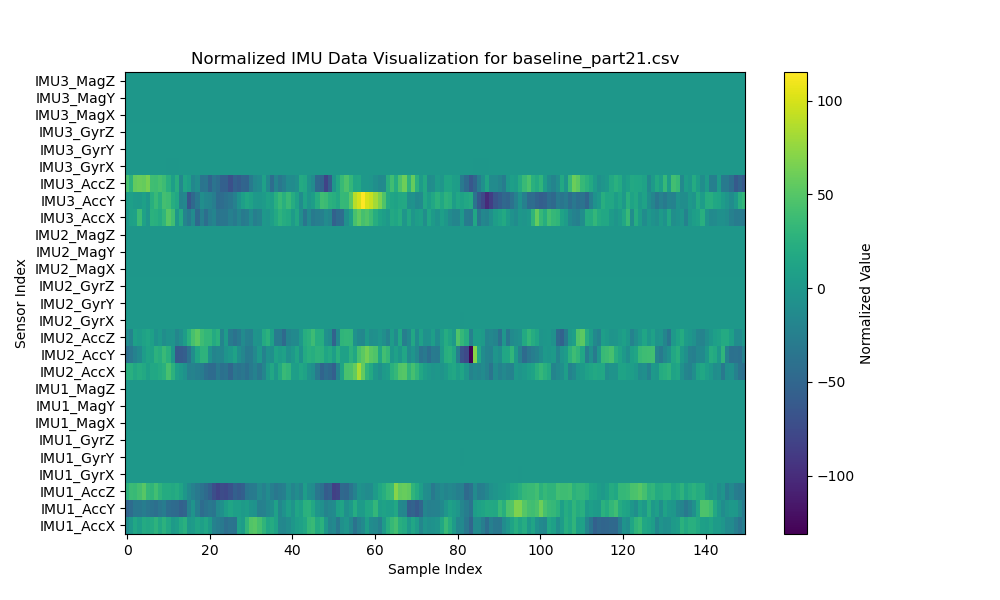 Normalized IMU Data Visualization for baseline_part21.csv
IMU3_MagZ
IMU3_MagY
IMU3_MagX
IMU3_GyrZ
IMU3_GyrY
IMU3_GyrX
IMU3_AccZ
IMU3_AccY
IMU3_AccX
IMU2_MagZ
IMU2_MagY
IMU2_MagX
IMU2_GyrZ
IMU2_GyrY
IMU2_GyrX
IMU2_AccZ
IMU2_AccY
IMU2_AccX
IMU1_MagZ
IMU1_MagY
IMU1_MagX
IMU1_GyrZ
IMU1_GyrY
IMU1_GyrX
IMU1_AccZ
IMU1_AccY
IMU1_AccX
Sensor Index
0 20 40 60 80 100 120 140
Sample Index
100
50
0
−50
−100
Normalized Value